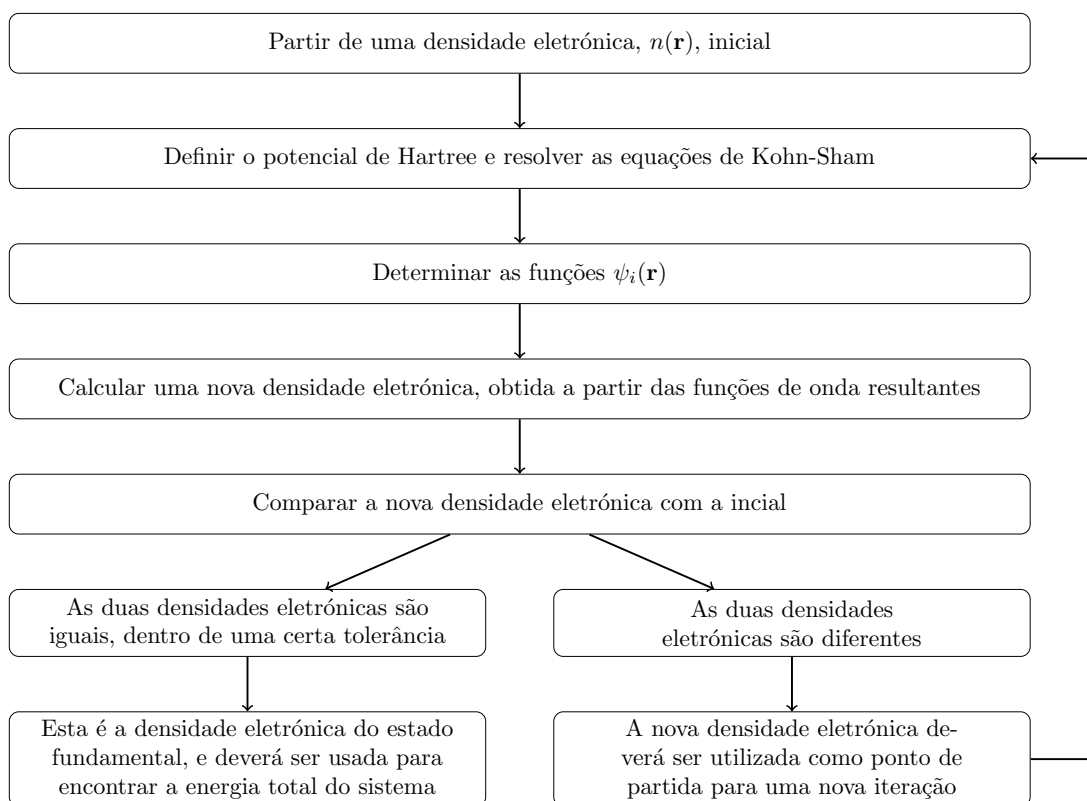 Partir de uma densidade eletrónica, n(r), inicial
Definir o potencial de Hartree e resolver as equações de Kohn-Sham
Determinar as funções ψᵢ(r)
Calcular uma nova densidade eletrónica, obtida a partir das funções de onda resultantes
Comparar a nova densidade eletrónica com a incial
As duas densidades eletrónicas são
iguais, dentro de uma certa tolerância
As duas densidades
eletrónicas são diferentes
Esta é a densidade eletrónica do estado
fundamental, e deverá ser usada para
encontrar a energia total do sistema
A nova densidade eletrónica de-
verá ser utilizada como ponto de
partida para uma nova iteração